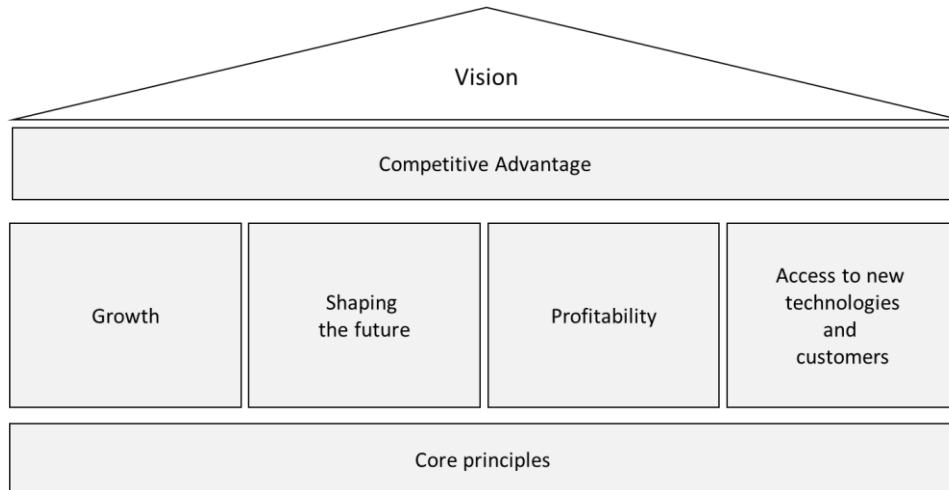 Vision
Competitive Advantage
Growth
Shaping
the future
Profitability
Access to new
technologies
and
customers
Core principles